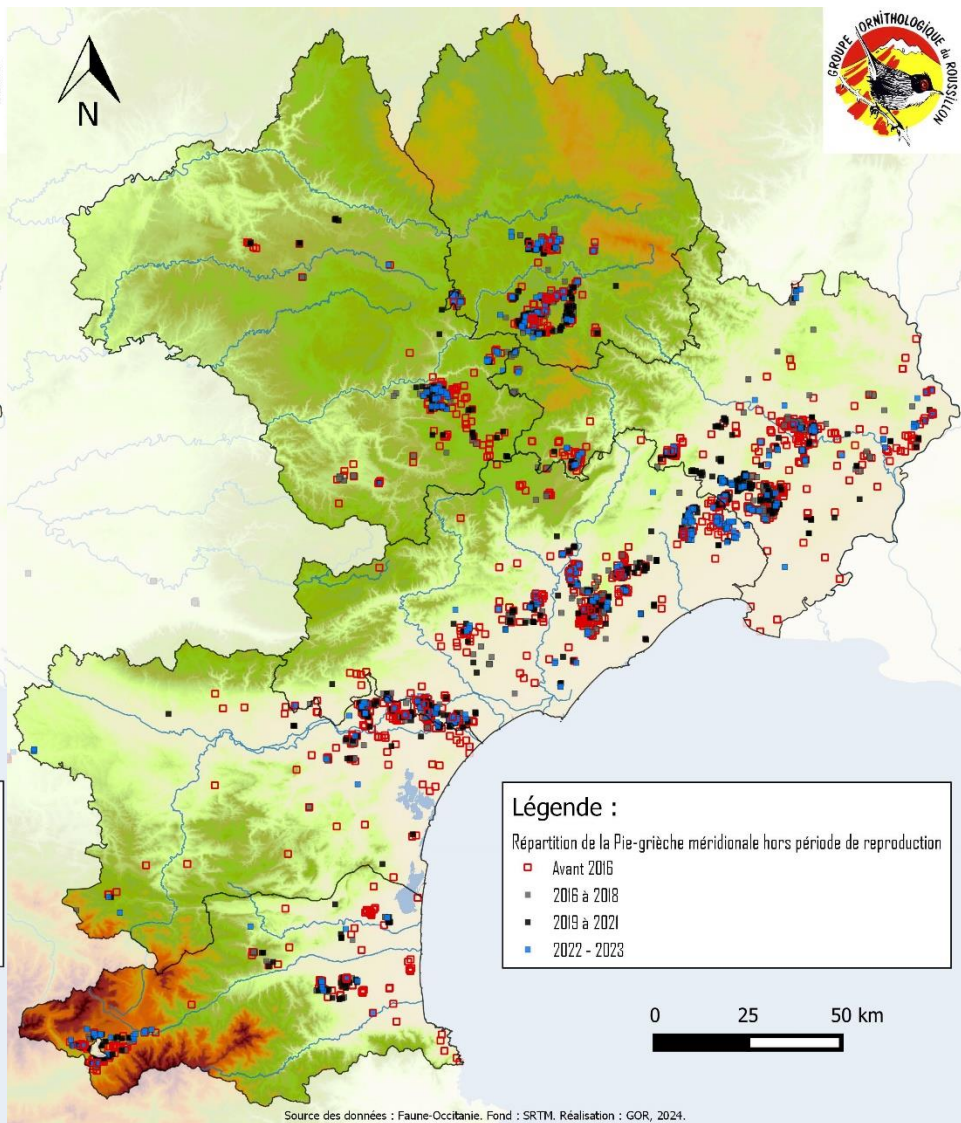 GROUPE ORNITHOLOGIQUE du ROUSSILLON
N
Légende :
Répartition de la Pie-grièche méridionale hors période de reproduction
Avant 2016
2016 à 2018
2019 à 2021
2022 - 2023
0 25 50 km
Source des données : Faune-Occitanie. Fond : SRTM. Réalisation : GOR, 2024.